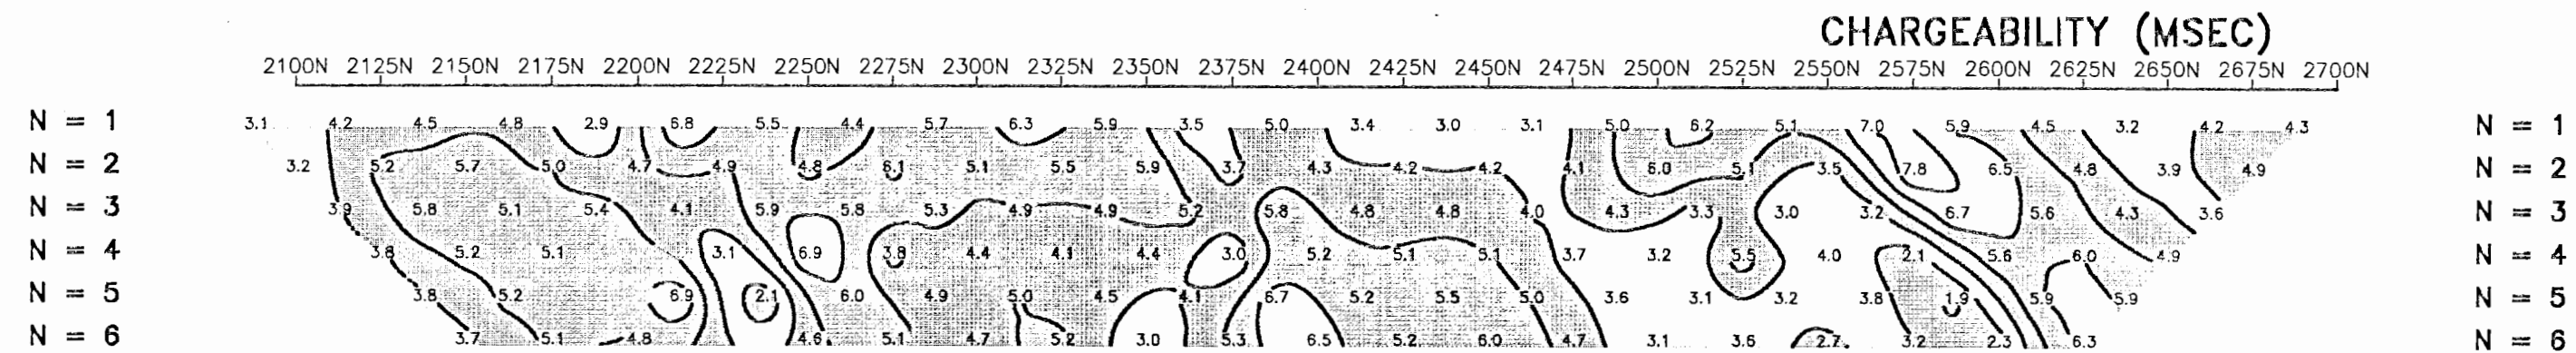 CHARGEABILITY (MSEC)
2100N 2125N 2150N 2175N 2200N 2225N 2250N 2275N 2300N 2325N 2350N 2375N 2400N 2425N 2450N 2475N 2500N 2525N 2550N 2575N 2600N 2625N 2650N 2675N 2700N
N = 1 3.1 4.2 4.5 4.8 2.9 6.8 5.5 4.4 5.7 6.3 5.9 3.5 5.0 3.4 3.0 3.1 5.0 6.2 5.1 7.0 5.9 4.5 3.2 4.2 4.3 N = 1
N = 2 3.2 5.2 5.7 5.0 4.7 4.9 4.8 6.1 5.1 5.5 5.9 3.7 4.3 4.2 4.2 4.1 6.0 5.1 3.5 7.8 6.5 4.8 3.9 4.9 N = 2
N = 3 3.9 5.8 5.1 5.4 4.1 5.9 5.8 5.3 4.9 4.9 5.2 5.8 4.8 4.8 4.0 4.3 3.3 3.0 3.2 6.7 5.6 4.3 3.6 N = 3
N = 4 3.8 5.2 5.1 3.1 6.9 3.8 4.4 4.1 4.4 3.0 5.2 5.1 5.1 3.7 3.2 5.5 4.0 2.1 5.6 6.0 4.9 N = 4
N = 5 3.8 5.2 6.9 2.1 6.0 4.9 5.0 4.5 4.1 6.7 5.2 5.5 5.0 3.6 3.1 3.2 3.8 1.9 5.9 5.9 N = 5
N = 6 3.7 5.1 4.8 4.6 5.1 4.7 5.2 3.0 5.3 6.5 5.2 6.0 4.7 3.1 3.6 2.7 3.2 2.3 6.3 N = 6